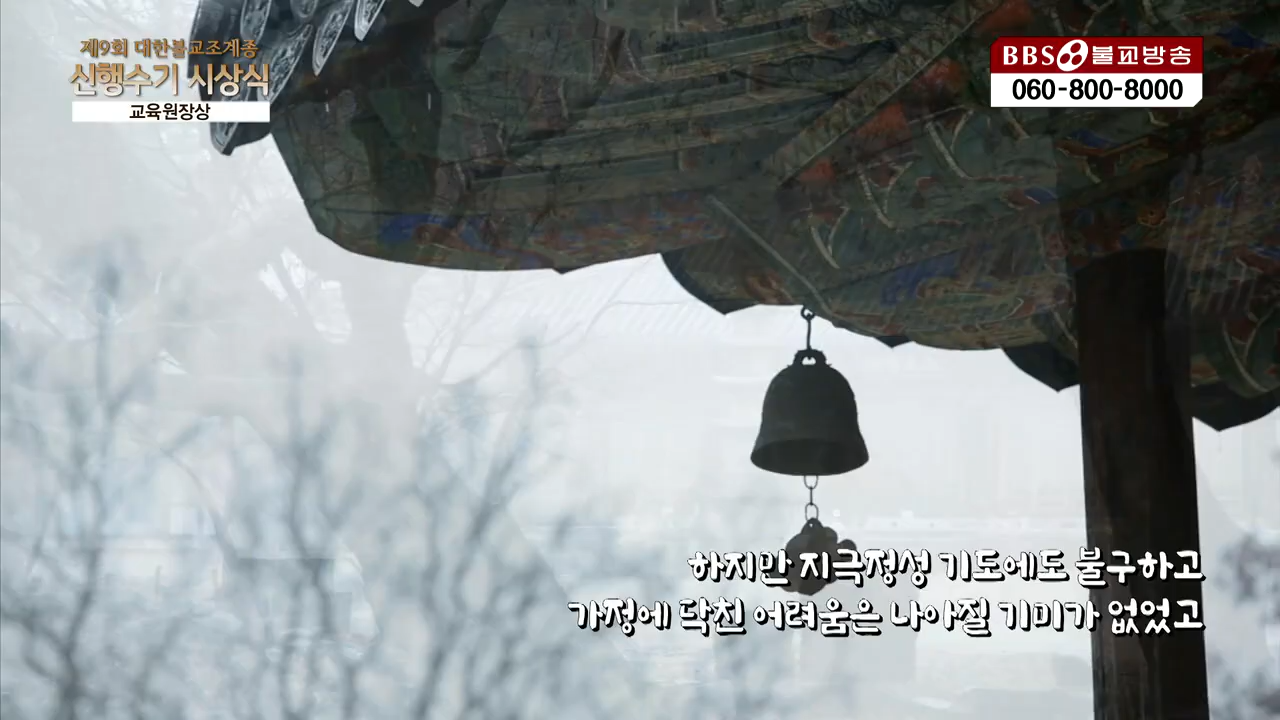 제9회 대한불교조계종
신행수기 시상식
교육원장상
BBS 불교방송
060-800-8000
하지만 지극정성 기도에도 불구하고
가정에 닥친 어려움은 나아질 기미가 없었고